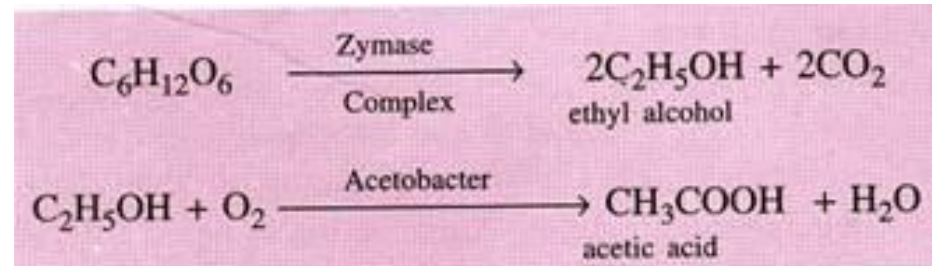 Zymase
C₆H₁₂O₆ ⟶ 2C₂H₅OH + 2CO₂
Complex
ethyl alcohol
Acetobacter
C₂H₅OH + O₂ ⟶ CH₃COOH + H₂O
acetic acid